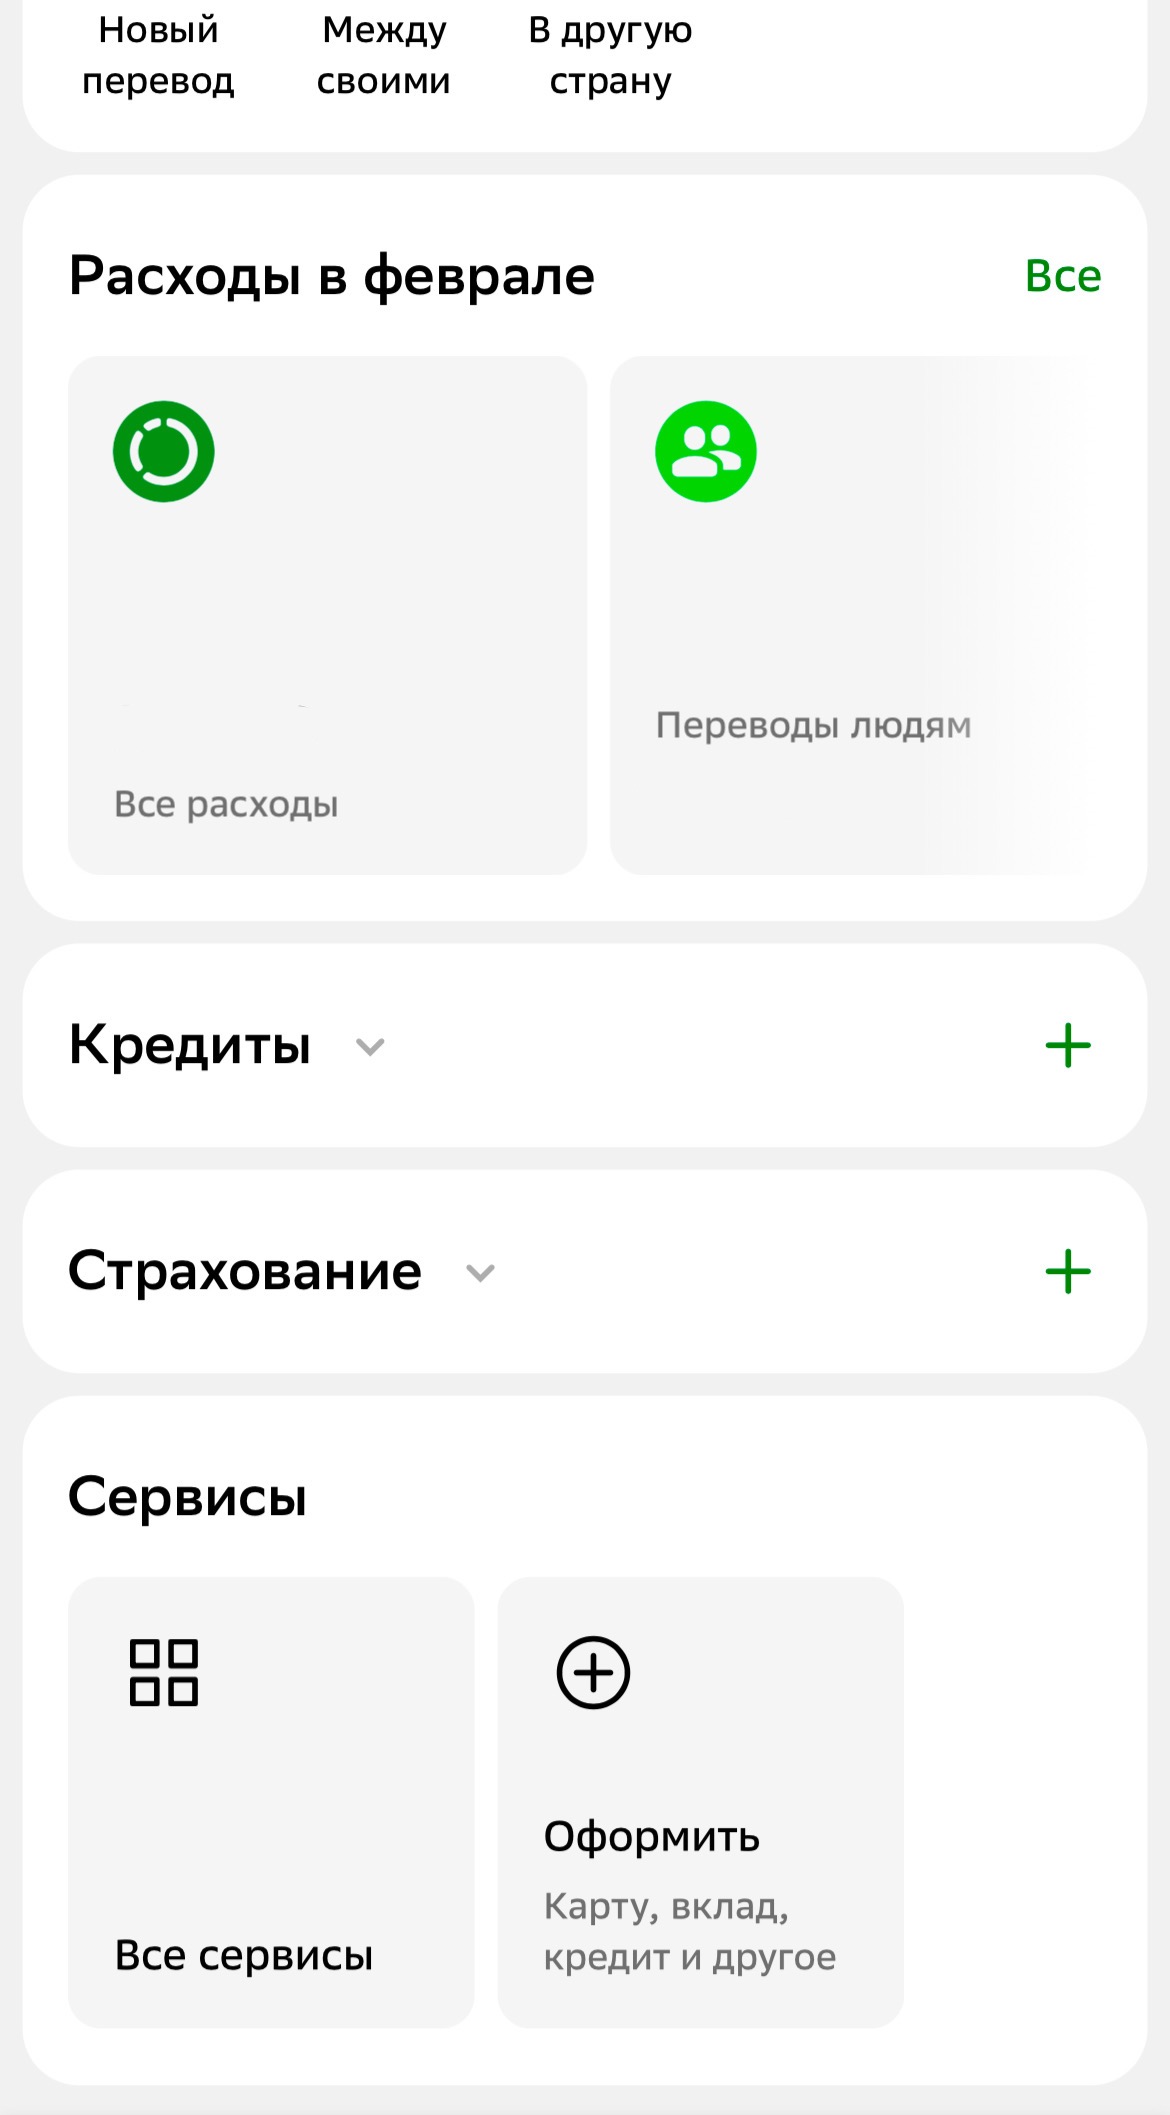 Новый
перевод
Между
своими
В другую
страну
Расходы в феврале
Все
Все расходы
Переводы людям
Кредиты
Страхование
Сервисы
Все сервисы
Оформить
Карту, вклад,
кредит и другое